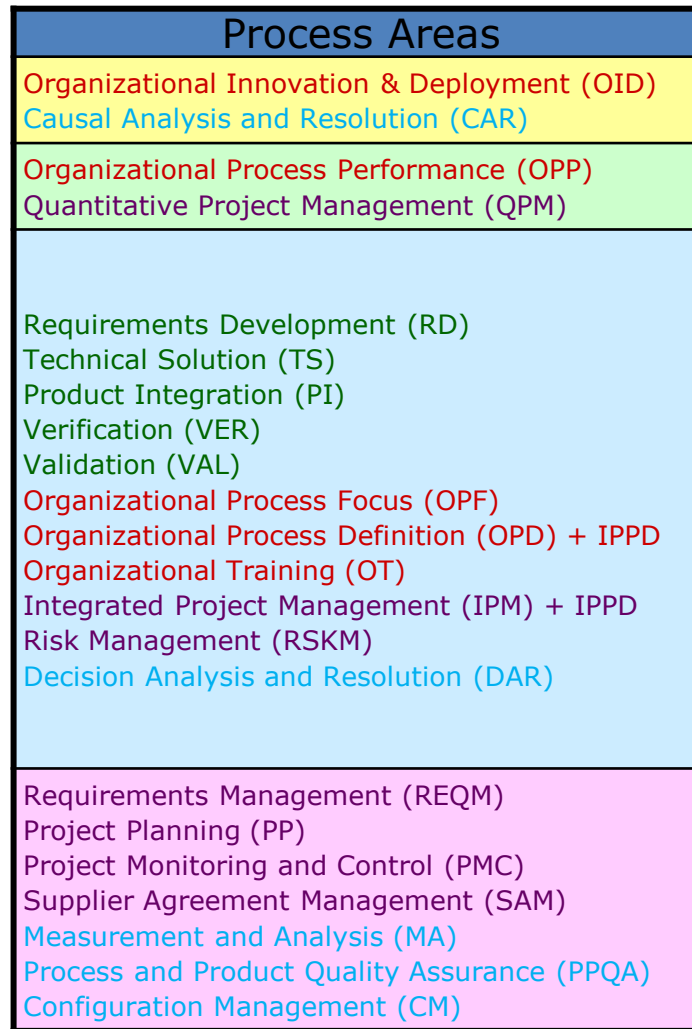 Process Areas
Organizational Innovation & Deployment (OID)
Causal Analysis and Resolution (CAR)
Organizational Process Performance (OPP)
Quantitative Project Management (QPM)
Requirements Development (RD)
Technical Solution (TS)
Product Integration (PI)
Verification (VER)
Validation (VAL)
Organizational Process Focus (OPF)
Organizational Process Definition (OPD) + IPPD
Organizational Training (OT)
Integrated Project Management (IPM) + IPPD
Risk Management (RSKM)
Decision Analysis and Resolution (DAR)
Requirements Management (REQM)
Project Planning (PP)
Project Monitoring and Control (PMC)
Supplier Agreement Management (SAM)
Measurement and Analysis (MA)
Process and Product Quality Assurance (PPQA)
Configuration Management (CM)